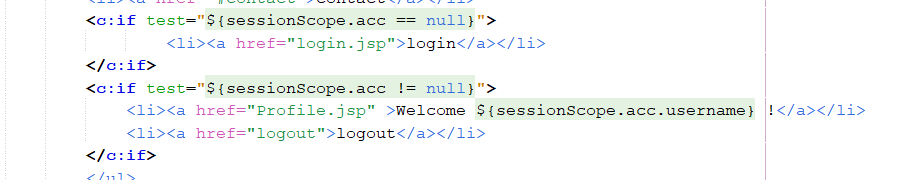 <li><a href="#contact">Contact</a></li>
<c:if test="${sessionScope.acc == null}">
<li><a href="login.jsp">login</a></li>
</c:if>
<c:if test="${sessionScope.acc != null}">
<li><a href="Profile.jsp" >Welcome ${sessionScope.acc.username} !</a></li>
<li><a href="logout">logout</a></li>
</c:if>
</ul>